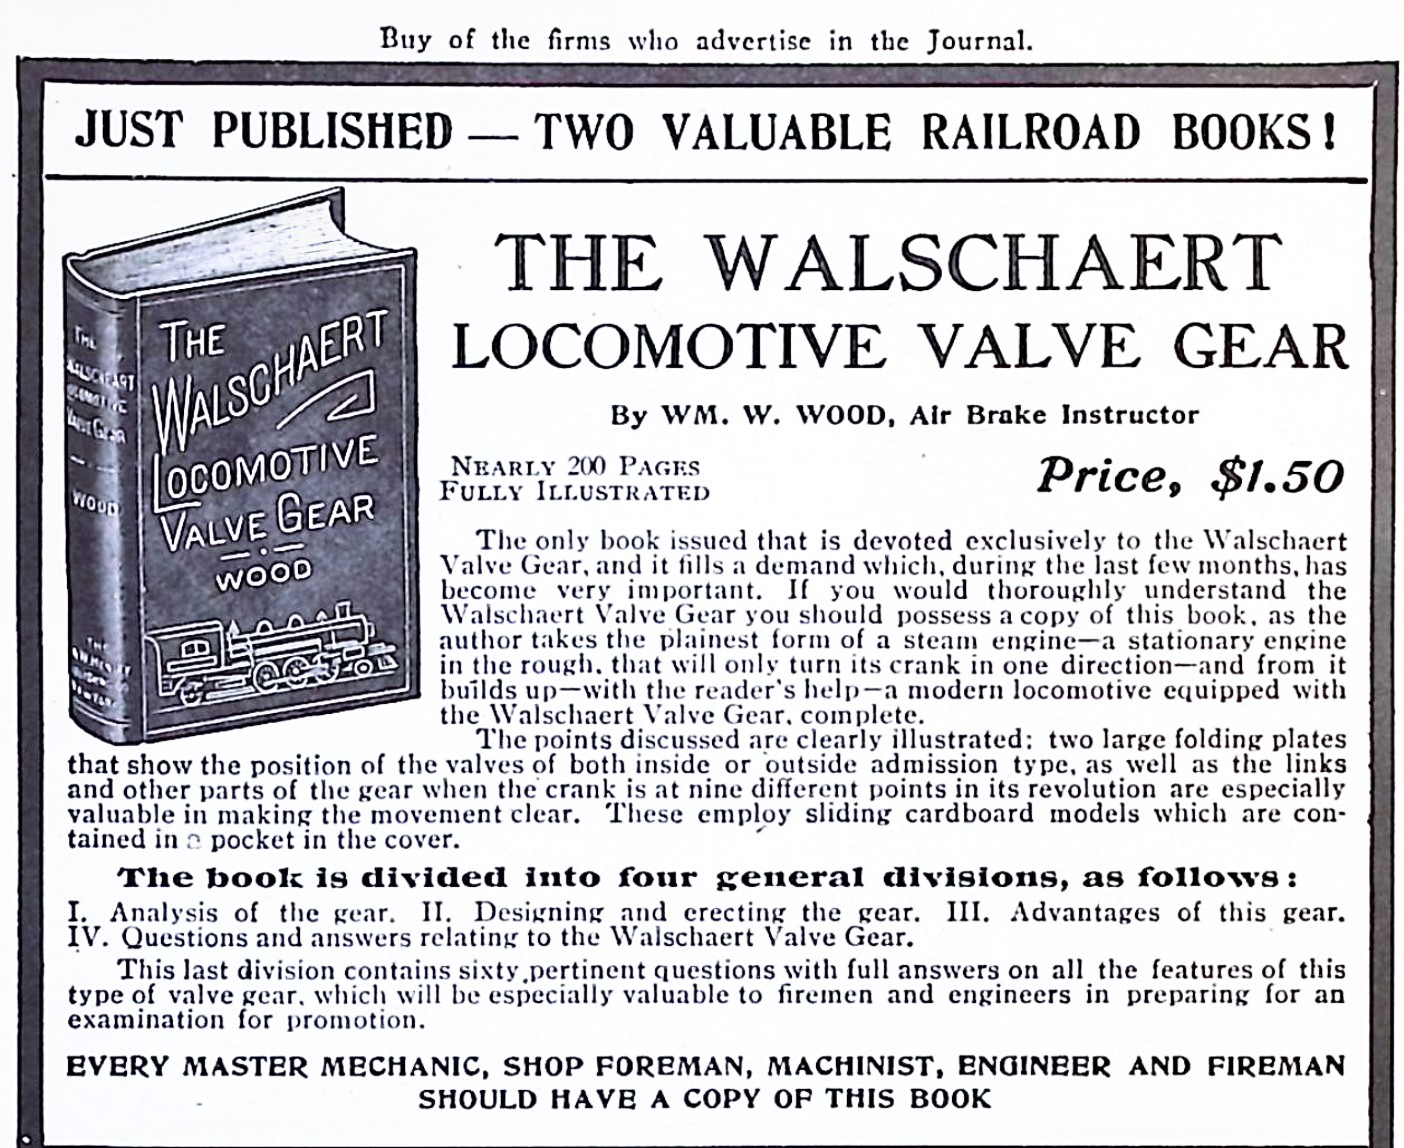 Buy of the firms who advertise in the Journal.
JUST PUBLISHED — TWO VALUABLE RAILROAD BOOKS!
THE WALSCHAERT
LOCOMOTIVE VALVE GEAR
By WM. W. WOOD, Air Brake Instructor
NEARLY 200 PAGES
FULLY ILLUSTRATED
Price, $1.50
THE
WALSCHAERT
LOCOMOTIVE
VALVE GEAR
WOOD
THE
WALSCHAERT
LOCOMOTIVE
VALVE GEAR
WOOD
The only book issued that is devoted exclusively to the Walschaert
Valve Gear, and it fills a demand which, during the last few months, has
become very important. If you would thoroughly understand the
Walschaert Valve Gear you should possess a copy of this book, as the
author takes the plainest form of a steam engine—a stationary engine
in the rough, that will only turn its crank in one direction—and from it
builds up—with the reader's help—a modern locomotive equipped with
the Walschaert Valve Gear, complete.
The points discussed are clearly illustrated; two large folding plates
that show the position of the valves of both inside or outside admission type, as well as the links
and other parts of the gear when the crank is at nine different points in its revolution are especially
valuable in making the movement clear. These employ sliding cardboard models which are con-
tained in a pocket in the cover.
The book is divided into four general divisions, as follows:
I. Analysis of the gear. II. Designing and erecting the gear. III. Advantages of this gear.
IV. Questions and answers relating to the Walschaert Valve Gear.
This last division contains sixty pertinent questions with full answers on all the features of this
type of valve gear, which will be especially valuable to firemen and engineers in preparing for an
examination for promotion.
EVERY MASTER MECHANIC, SHOP FOREMAN, MACHINIST, ENGINEER AND FIREMAN
SHOULD HAVE A COPY OF THIS BOOK